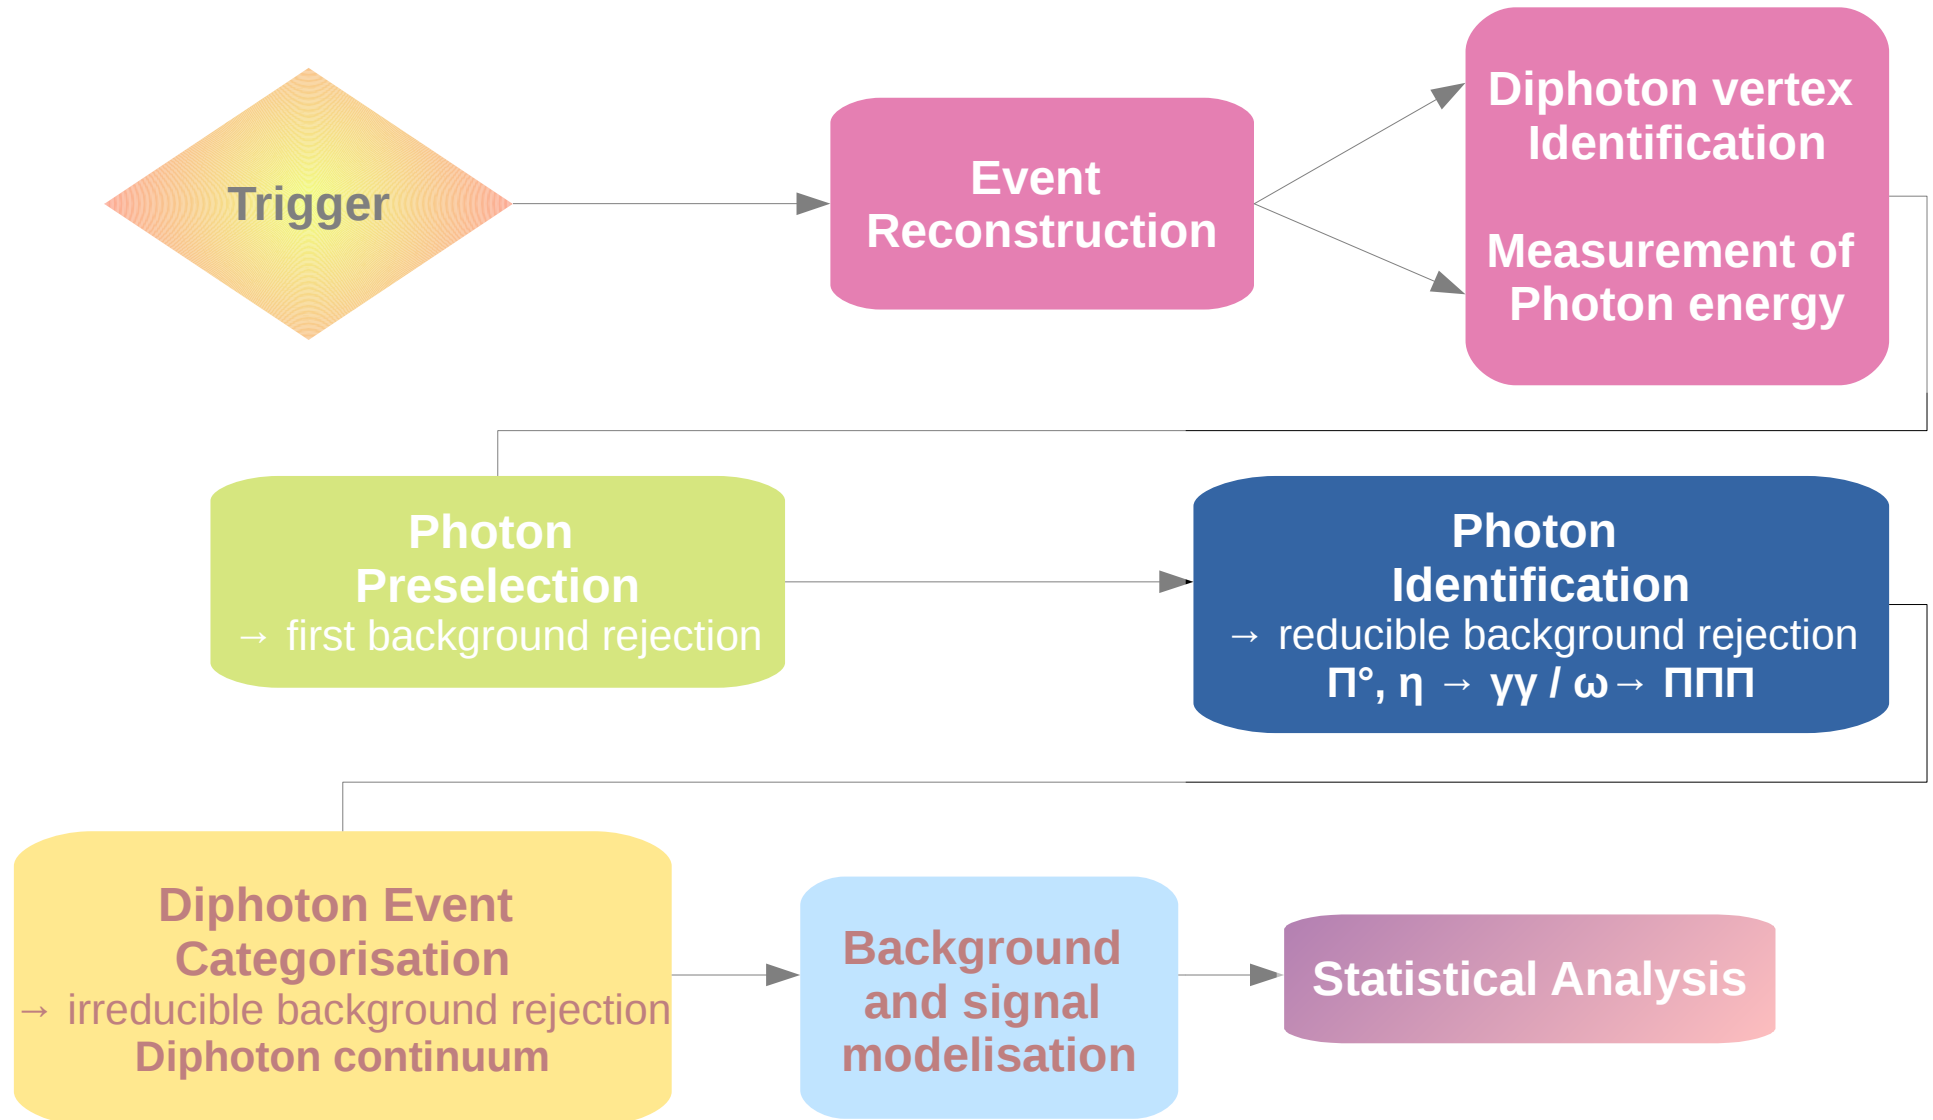 Trigger
Event
Reconstruction
Diphoton vertex
Identification
Measurement of
Photon energy
Photon
Preselection
→ first background rejection
Photon
Identification
→ reducible background rejection
Π°, η → γγ / ω→ ΠΠΠ
Diphoton Event
Categorisation
→ irreducible background rejection
Diphoton continuum
Background
and signal
modelisation
Statistical Analysis